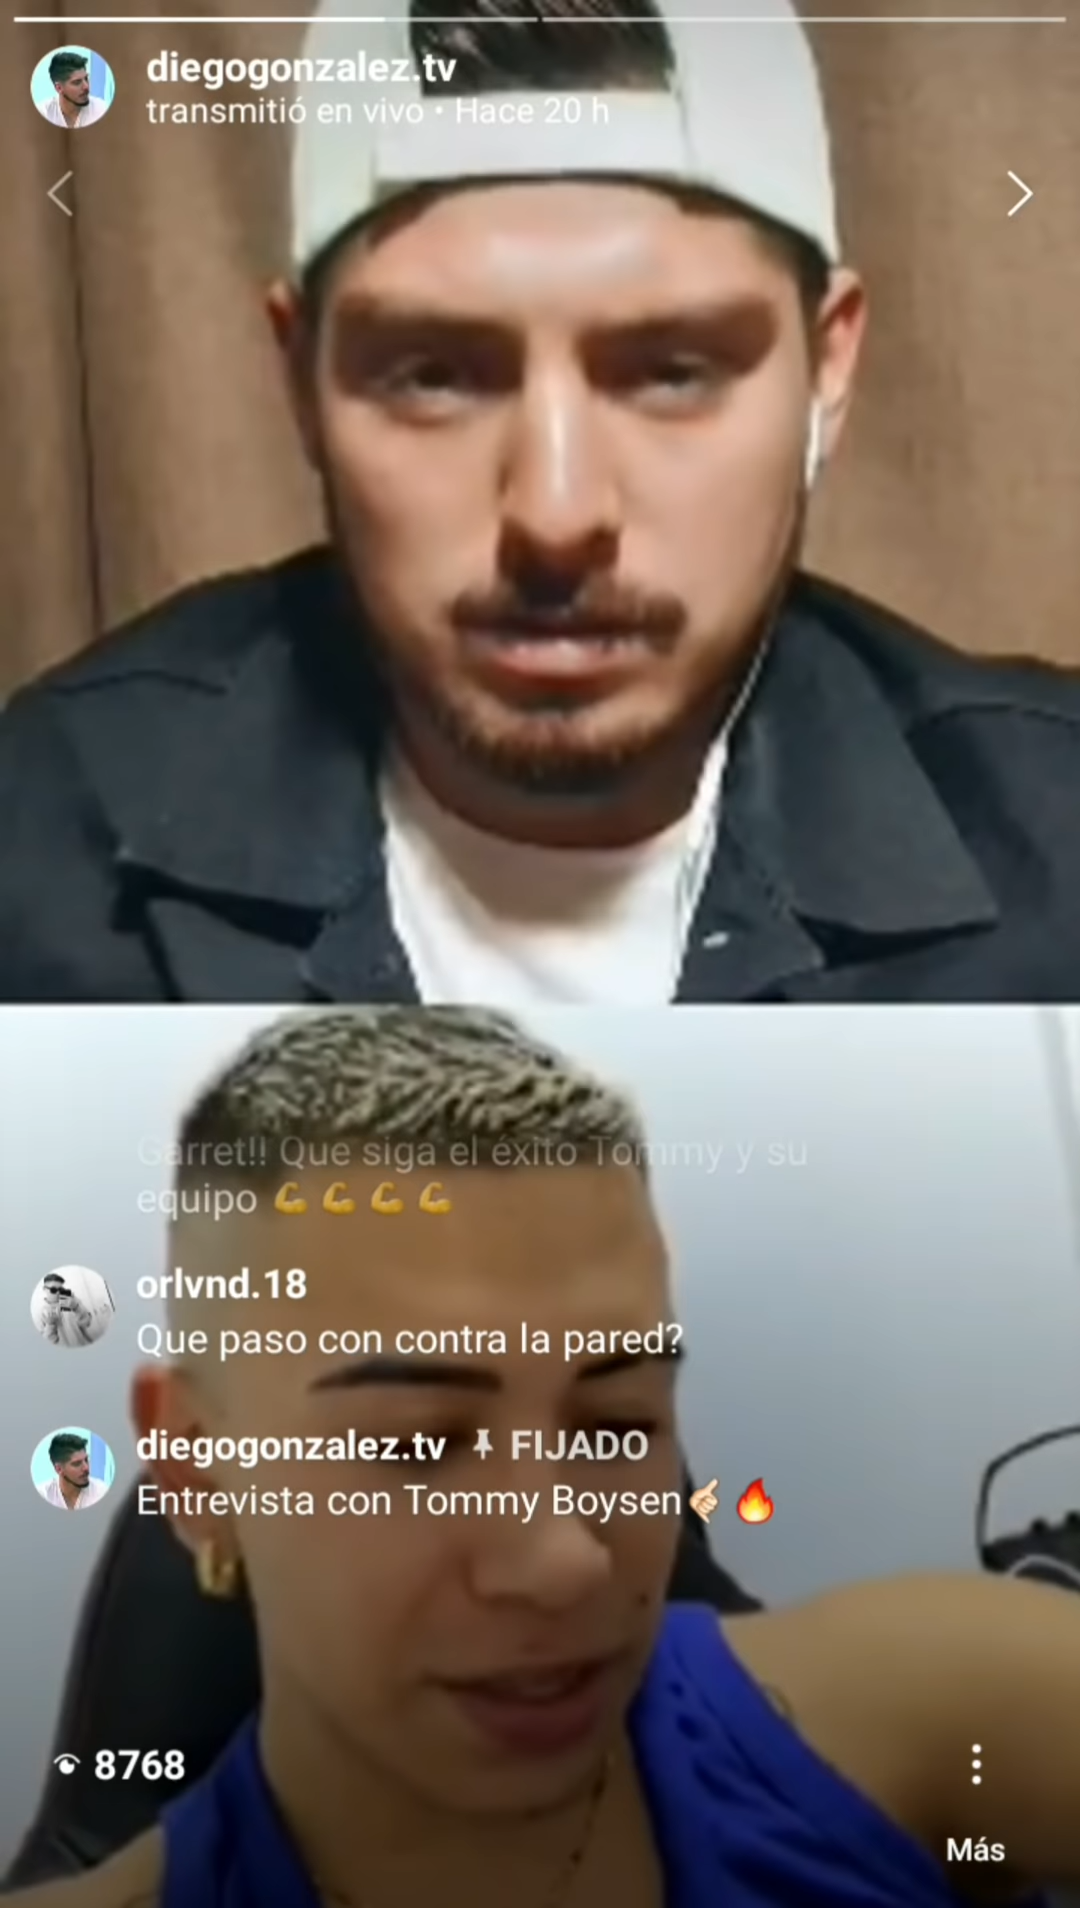 diegogonzalez.tv
transmitió en vivo • Hace 20 h
Garret!! Que siga el éxito Tommy y su
equipo 💪💪💪💪
orlvnd.18
Que paso con contra la pared?
diegogonzalez.tv 📌 FIJADO
Entrevista con Tommy Boysen🤙🏻🔥
8768
Más